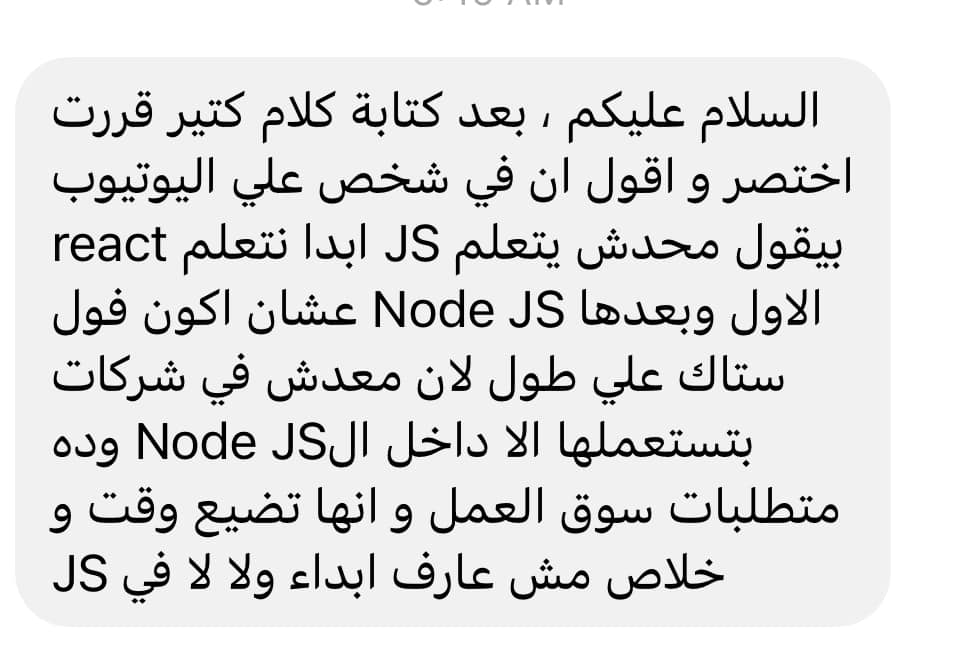 السلام عليكم ، بعد كتابة كلام كتير قررت
اختصر و اقول ان في شخص علي اليوتيوب
بيقول محدش يتعلم JS ابدا نتعلم react
الاول وبعدها Node JS عشان اكون فول
ستاك علي طول لان معدش في شركات
بتستعملها الا داخل الNode JS وده
متطلبات سوق العمل و انها تضيع وقت و
خلاص مش عارف ابداء ولا لا في JS